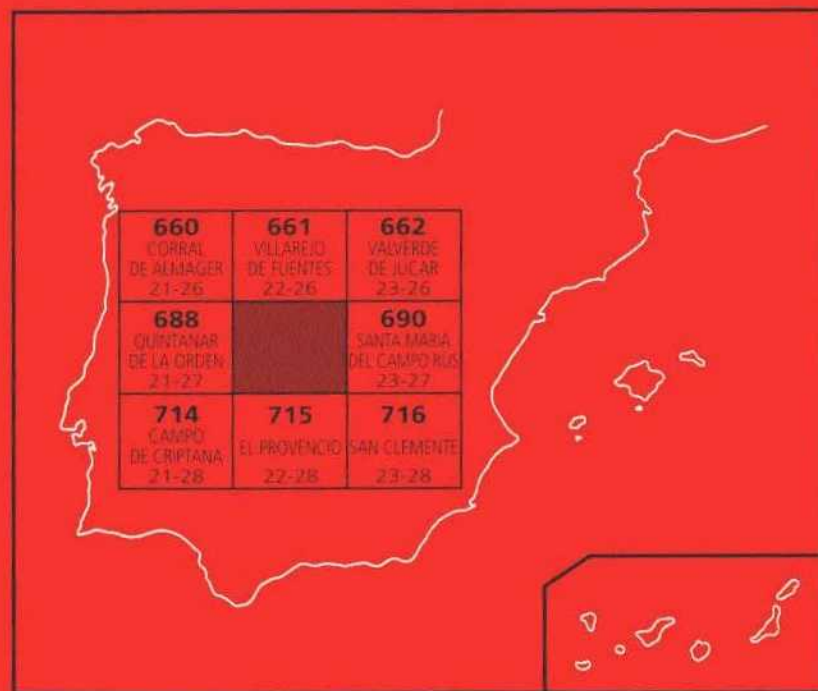 660
CORRAL
DE ALMAGER
21-26
661
VILLAREJO
DE FUENTES
22-26
662
VALVERDE
DE JUCAR
23-26
688
QUINTANAR
DE LA ORDEN
21-27
690
SANTA MARIA
DEL CAMPO RUS
23-27
714
CAMPO
DE CRIPTANA
21-28
715
EL PROVENCIO
22-28
716
SAN CLEMENTE
23-28